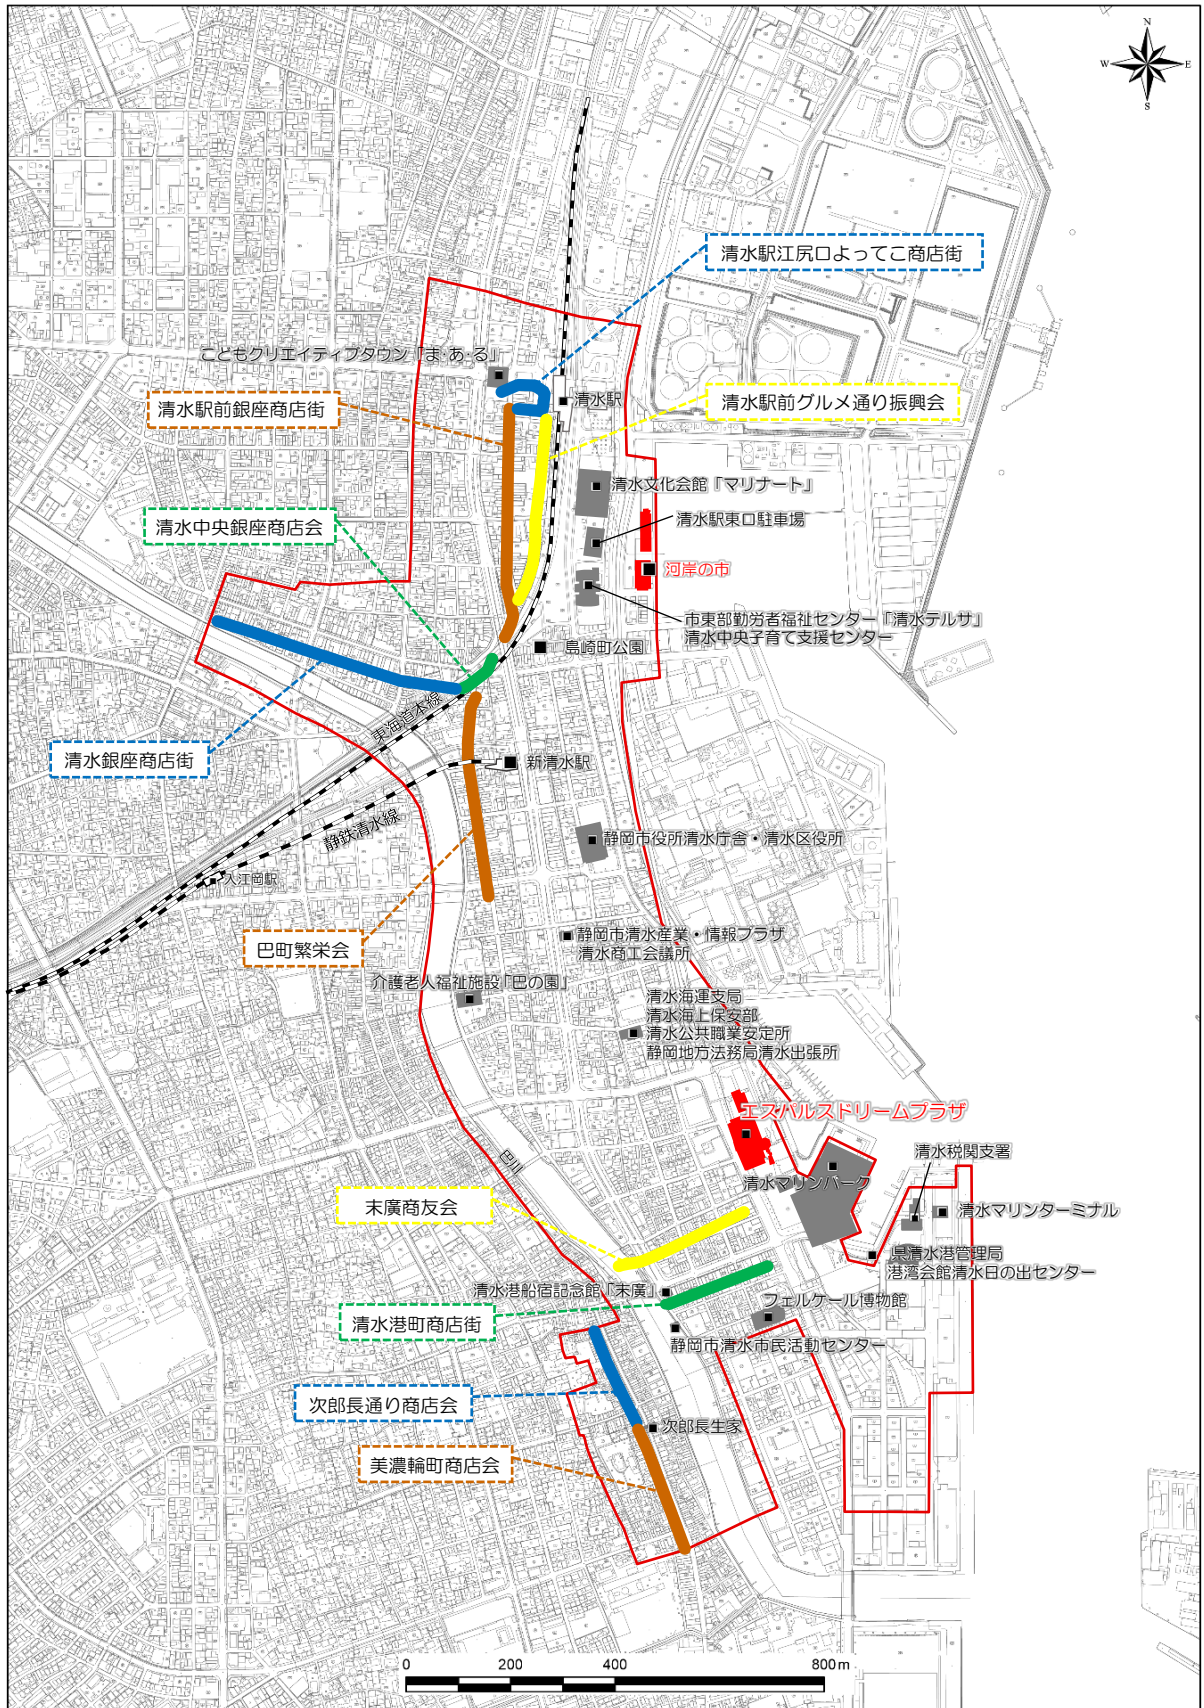 N
W
E
S
清水駅江尻口よってこ商店街
こどもクリエイティブタウン「ま・あ・る」
清水駅前銀座商店街
清水駅
清水駅前グルメ通り振興会
清水文化会館「マリナート」
清水中央銀座商店会
清水駅東口駐車場
河岸の市
市東部勤労者福祉センター「清水テルサ」
清水中央子育て支援センター
島崎町公園
東海道本線
清水銀座商店街
新清水駅
静鉄清水線
静岡市役所清水庁舎・清水区役所
入江岡駅
巴町繁栄会
静岡市清水産業・情報プラザ
清水商工会議所
介護老人福祉施設「巴の園」
清水海運支局
清水海上保安部
清水公共職業安定所
静岡地方法務局清水出張所
エスパルスドリームプラザ
清水税関支署
巴川
清水マリンパーク
末廣商友会
清水マリンターミナル
県清水港管理局
港湾会館清水日の出センター
清水港船宿記念館「末廣」
フェルケール博物館
清水港町商店街
静岡市清水市民活動センター
次郎長通り商店会
次郎長生家
美濃輪町商店会
0 200 400 800m